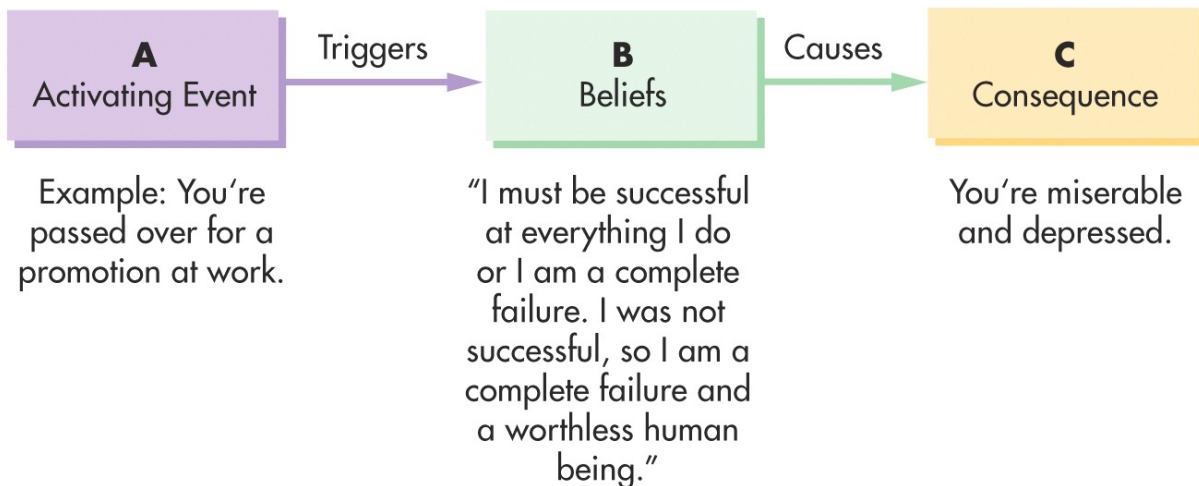 A
Activating Event
Triggers
B
Beliefs
Causes
C
Consequence
Example: You‘re
passed over for a
promotion at work.
“I must be successful
at everything I do
or I am a complete
failure. I was not
successful, so I am a
complete failure and
a worthless human
being.”
You‘re miserable
and depressed.